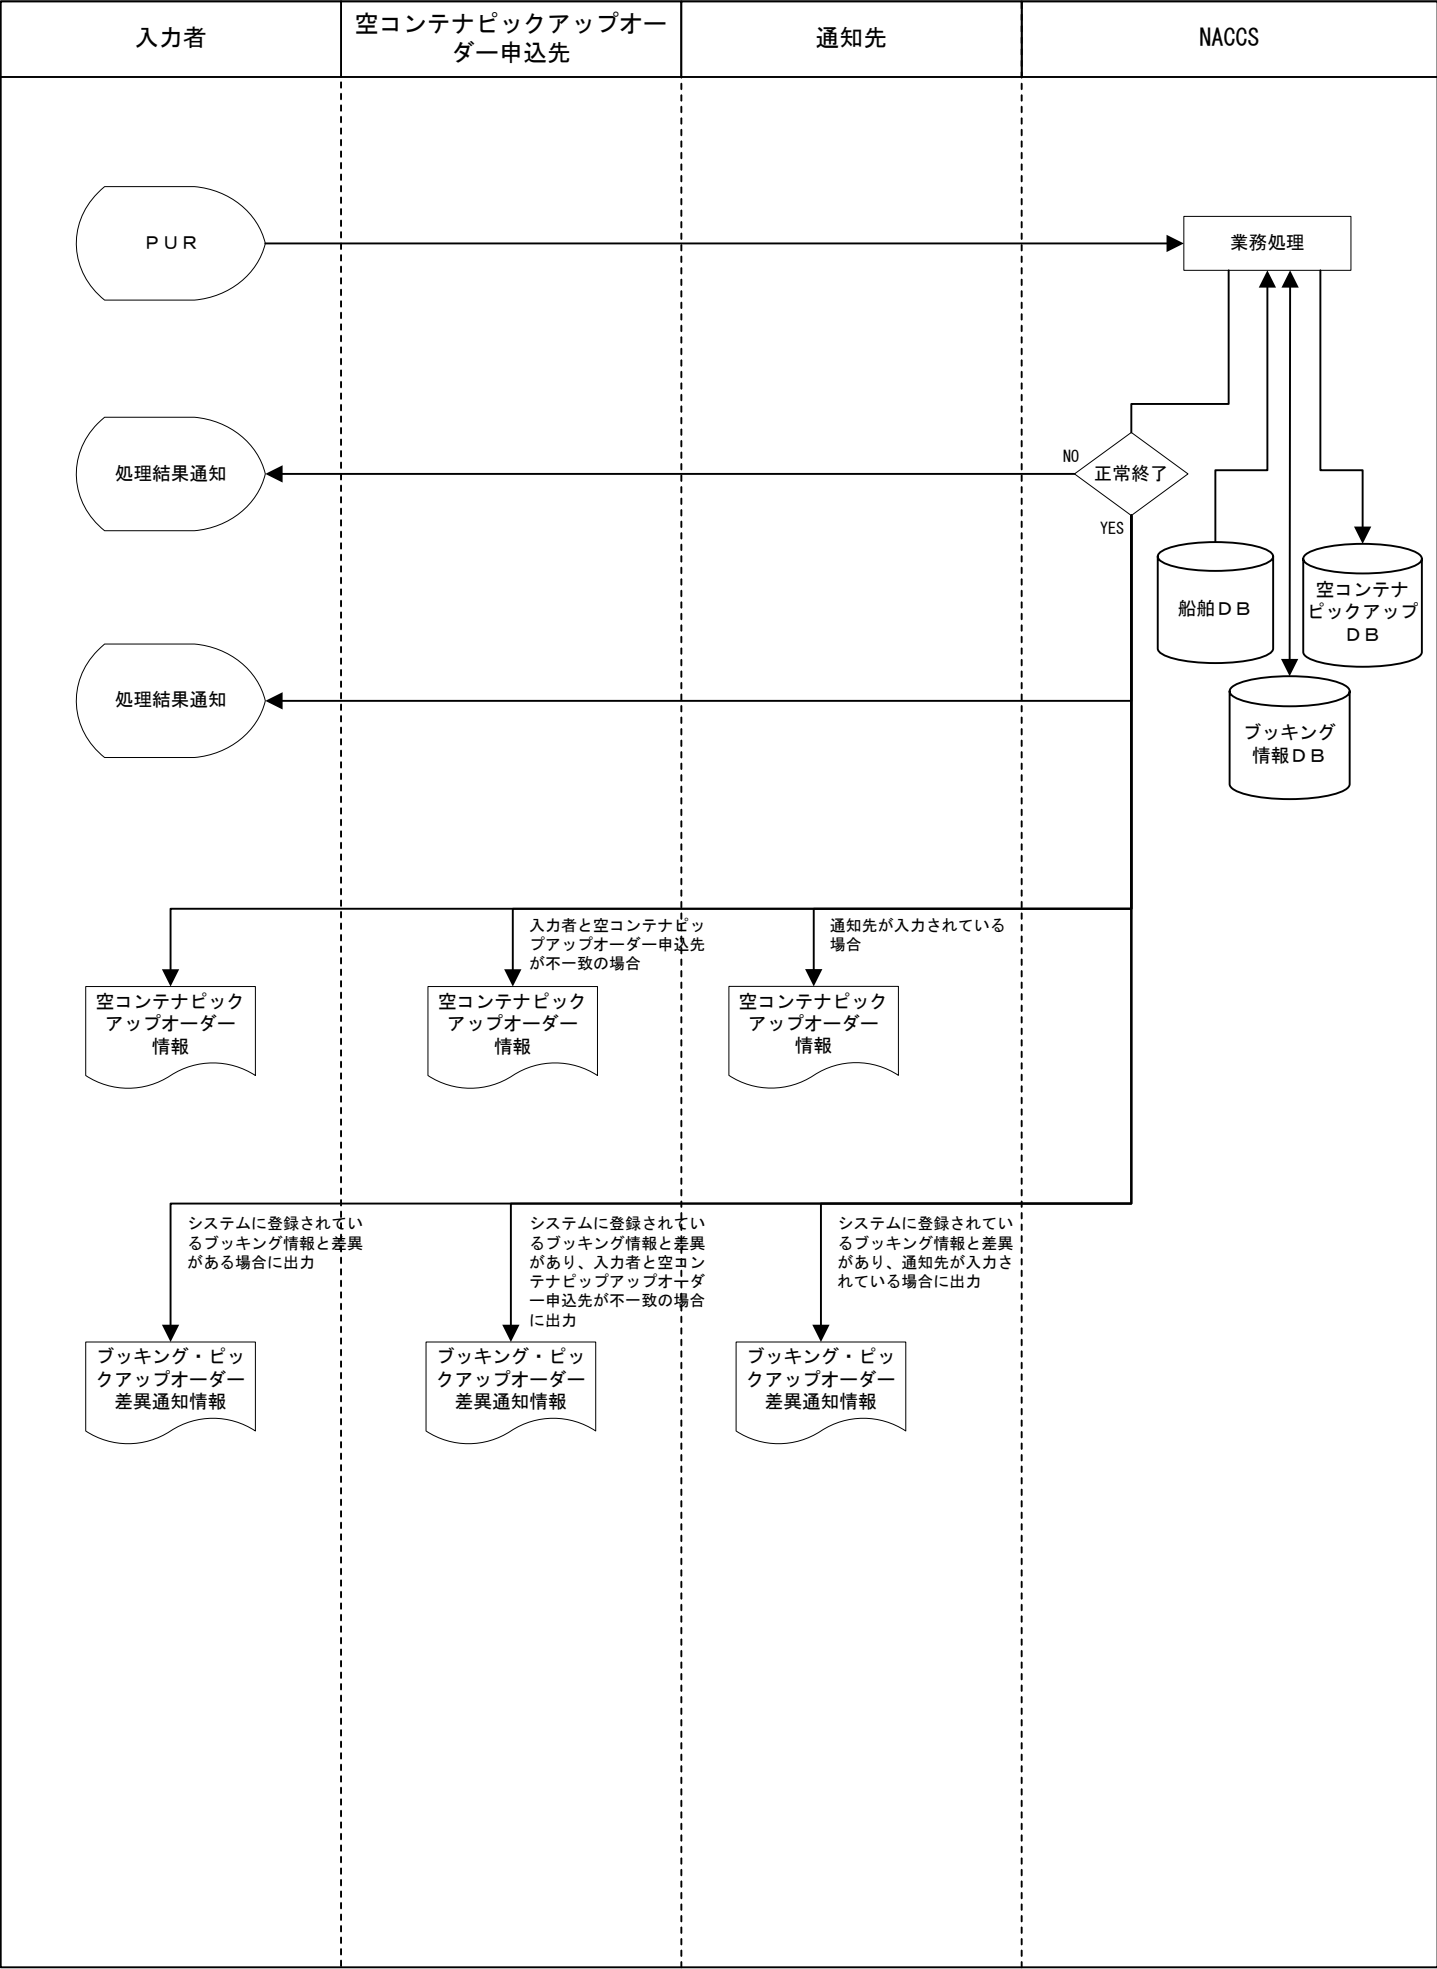 入力者
空コンテナピックアップオー
ダー申込先
通知先
NACCS
ＰＵＲ
業務処理
処理結果通知
NO
正常終了
YES
船舶ＤＢ
空コンテナ
ピックアップ
ＤＢ
処理結果通知
ブッキング
情報ＤＢ
入力者と空コンテナピッ
プアップオーダー申込先
が不一致の場合
通知先が入力されている
場合
空コンテナピック
アップオーダー
情報
空コンテナピック
アップオーダー
情報
空コンテナピック
アップオーダー
情報
システムに登録されてい
るブッキング情報と差異
がある場合に出力
システムに登録されてい
るブッキング情報と差異
があり、入力者と空コン
テナピップアップオーダ
ー申込先が不一致の場合
に出力
システムに登録されてい
るブッキング情報と差異
があり、通知先が入力さ
れている場合に出力
ブッキング・ピッ
クアップオーダー
差異通知情報
ブッキング・ピッ
クアップオーダー
差異通知情報
ブッキング・ピッ
クアップオーダー
差異通知情報